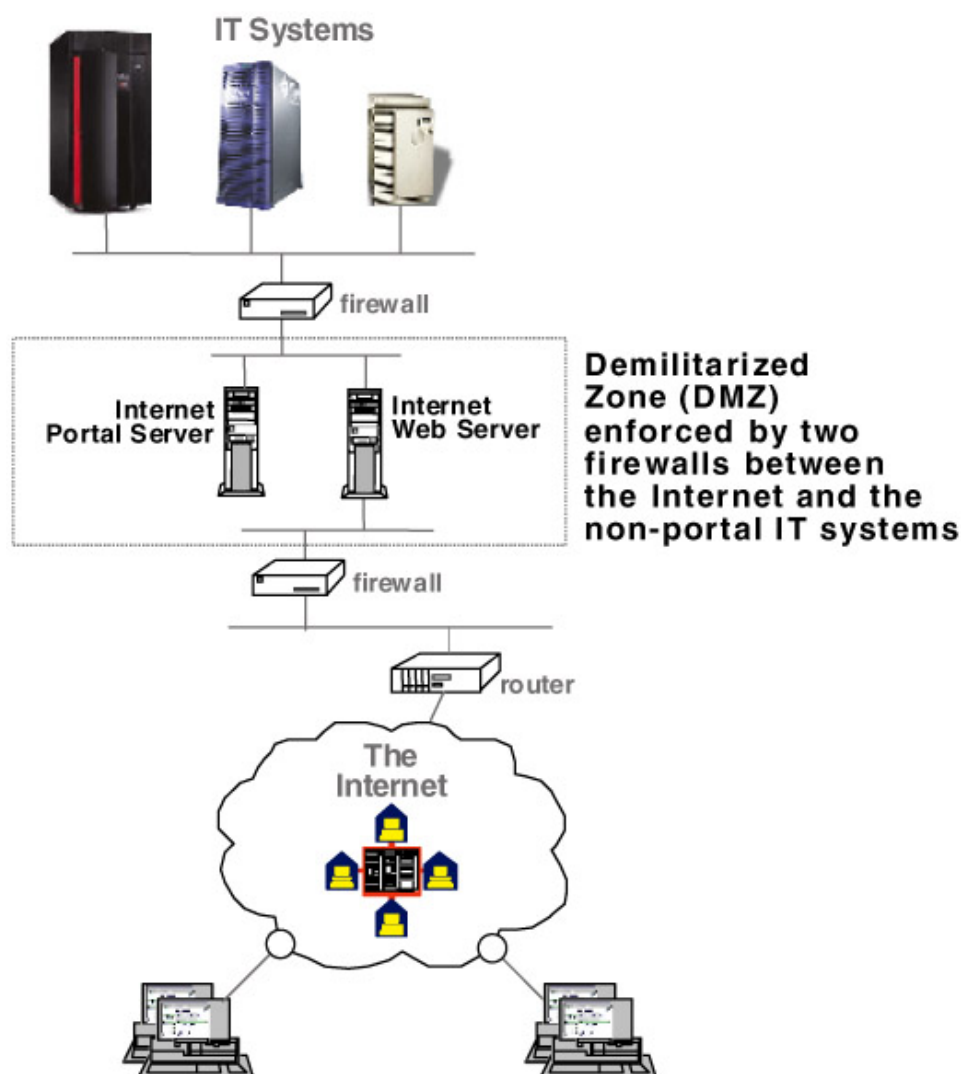 IT Systems
firewall
Internet
Portal Server
Internet
Web Server
Demilitarized
Zone (DMZ)
enforced by two
firewalls between
the Internet and the
non-portal IT systems
firewall
router
The
Internet